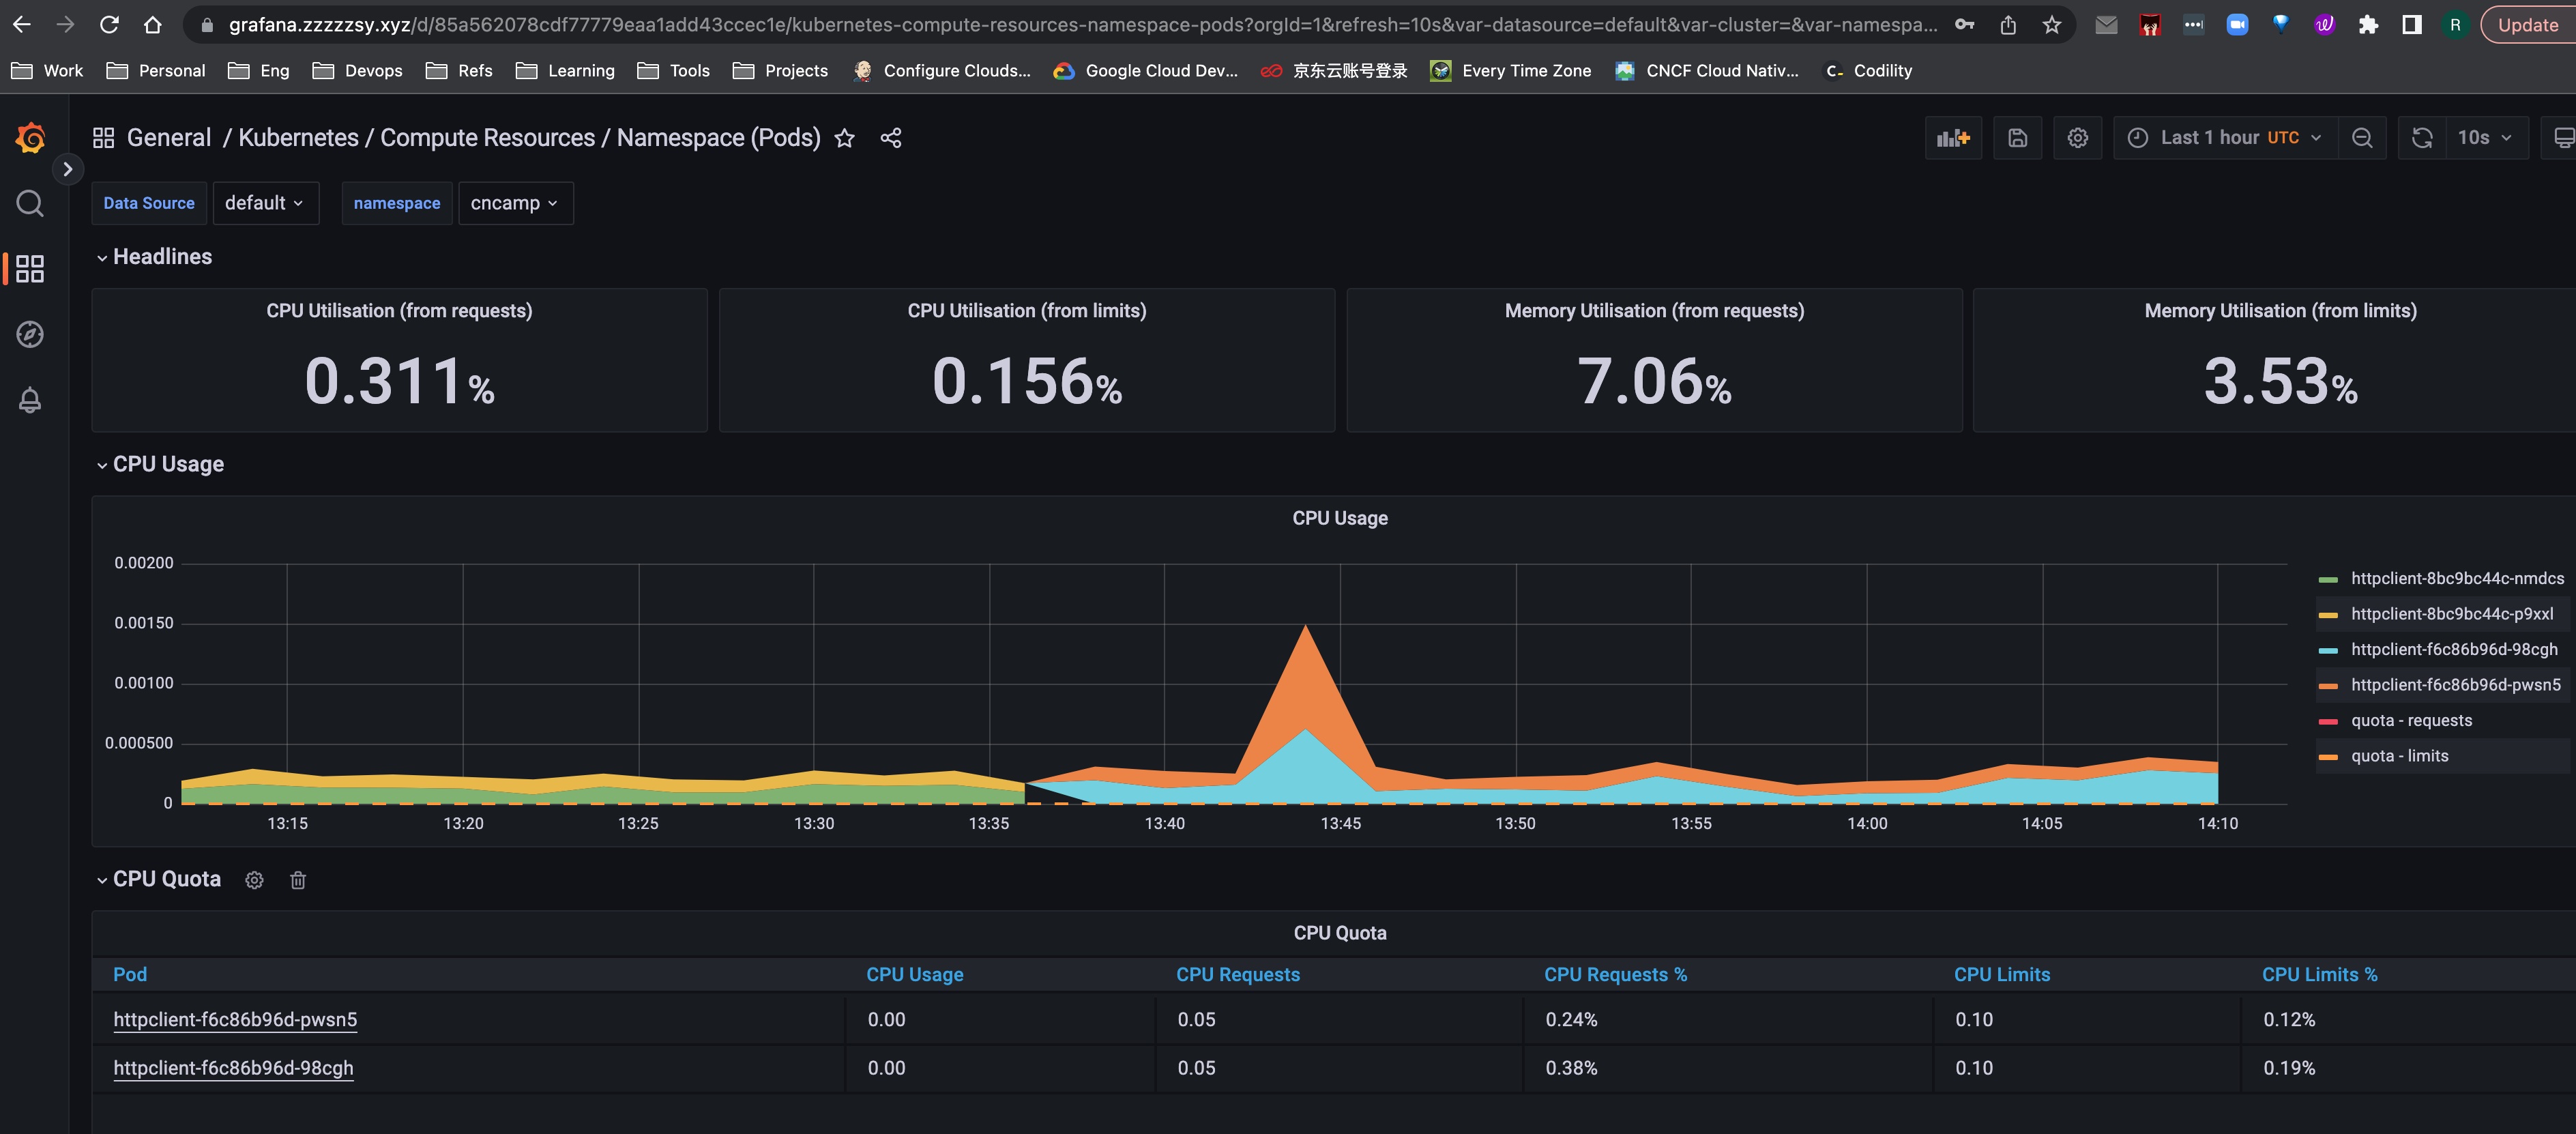 grafana.zzzzzsy.xyz/d/85a562078cdf77779eaa1add43ccec1e/kubernetes-compute-resources-namespace-pods?orgId=1&refresh=10s&var-datasource=default&var-cluster=&var-namespa...
R
Update
Work Personal Eng Devops Refs Learning Tools Projects Configure Clouds... Google Cloud Dev... 京东云账号登录 Every Time Zone CNCF Cloud Nativ... C- Codility
General / Kubernetes / Compute Resources / Namespace (Pods)
Last 1 hour UTC
10s
Data Source default namespace cncamp
Headlines
CPU Utilisation (from requests)
0.311%
CPU Utilisation (from limits)
0.156%
Memory Utilisation (from requests)
7.06%
Memory Utilisation (from limits)
3.53%
CPU Usage
CPU Usage
0.00200
0.00150
0.00100
0.000500
0
13:15 13:20 13:25 13:30 13:35 13:40 13:45 13:50 13:55 14:00 14:05 14:10
httpclient-8bc9bc44c-nmdcs
httpclient-8bc9bc44c-p9xxl
httpclient-f6c86b96d-98cgh
httpclient-f6c86b96d-pwsn5
quota - requests
quota - limits
CPU Quota
CPU Quota
Pod CPU Usage CPU Requests CPU Requests % CPU Limits CPU Limits %
httpclient-f6c86b96d-pwsn5 0.00 0.05 0.24% 0.10 0.12%
httpclient-f6c86b96d-98cgh 0.00 0.05 0.38% 0.10 0.19%